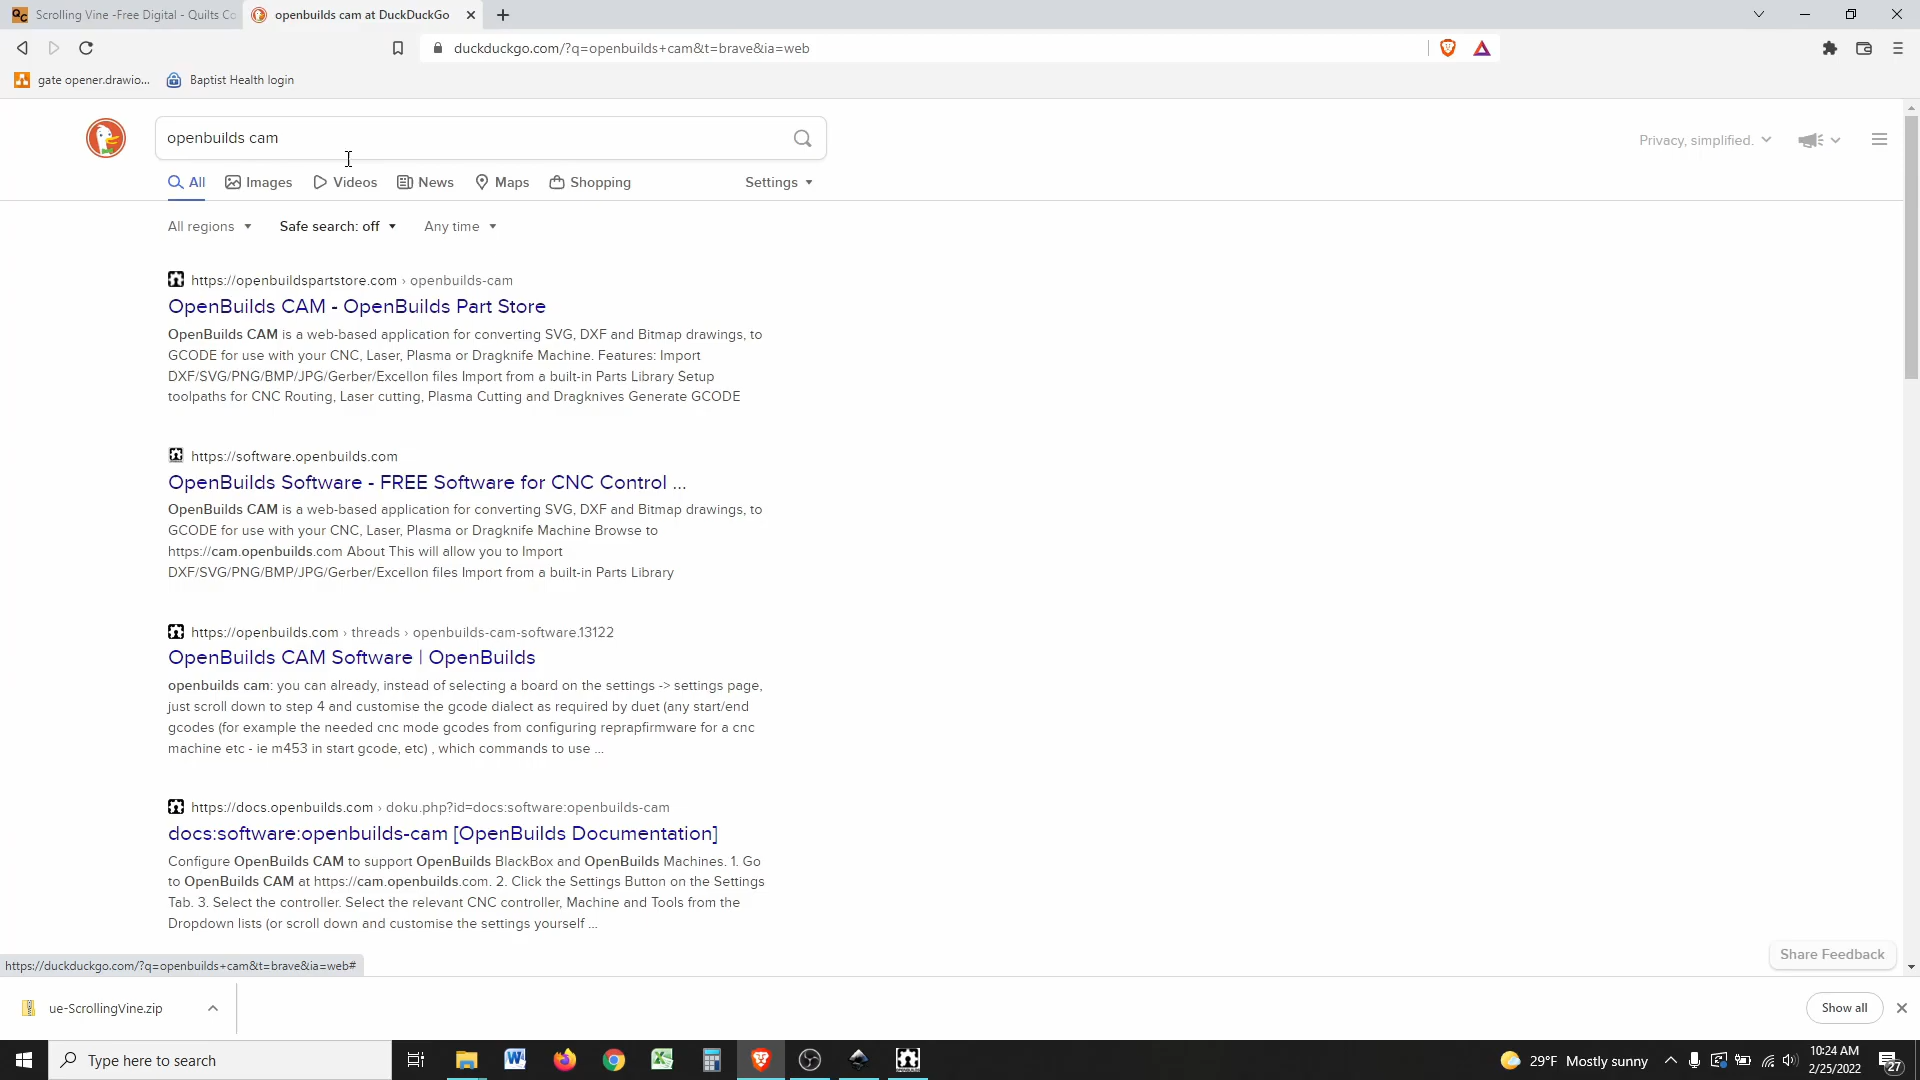 Scrolling Vine -Free Digital - Quilts Co
openbuilds cam at DuckDuckGo
duckduckgo.com/?q=openbuilds+cam&t=brave&ia=web
gate opener.drawio...
Baptist Health login
openbuilds cam
Privacy, simplified.
All
Images
Videos
News
Maps
Shopping
Settings
All regions
Safe search: off
Any time
https://openbuildspartstore.com › openbuilds-cam
OpenBuilds CAM - OpenBuilds Part Store
OpenBuilds CAM is a web-based application for converting SVG, DXF and Bitmap drawings, to
GCODE for use with your CNC, Laser, Plasma or Dragknife Machine. Features: Import
DXF/SVG/PNG/BMP/JPG/Gerber/Excellon files Import from a built-in Parts Library Setup
toolpaths for CNC Routing, Laser cutting, Plasma Cutting and Dragknives Generate GCODE
https://software.openbuilds.com
OpenBuilds Software - FREE Software for CNC Control ...
OpenBuilds CAM is a web-based application for converting SVG, DXF and Bitmap drawings, to
GCODE for use with your CNC, Laser, Plasma or Dragknife Machine Browse to
https://cam.openbuilds.com About This will allow you to Import
DXF/SVG/PNG/BMP/JPG/Gerber/Excellon files Import from a built-in Parts Library
https://openbuilds.com › threads › openbuilds-cam-software.13122
OpenBuilds CAM Software | OpenBuilds
openbuilds cam: you can already, instead of selecting a board on the settings -> settings page,
just scroll down to step 4 and customise the gcode dialect as required by duet (any start/end
gcodes (for example the needed cnc mode gcodes from configuring reprapfirmware for a cnc
machine etc - ie m453 in start gcode, etc) , which commands to use ...
https://docs.openbuilds.com › doku.php?id=docs:software:openbuilds-cam
docs:software:openbuilds-cam [OpenBuilds Documentation]
Configure OpenBuilds CAM to support OpenBuilds BlackBox and OpenBuilds Machines. 1. Go
to OpenBuilds CAM at https://cam.openbuilds.com. 2. Click the Settings Button on the Settings
Tab. 3. Select the controller. Select the relevant CNC controller, Machine and Tools from the
Dropdown lists (or scroll down and customise the settings yourself ...
Share Feedback
https://duckduckgo.com/?q=openbuilds+cam&t=brave&ia=web#
ue-ScrollingVine.zip
Show all
Type here to search
29°F Mostly sunny
10:24 AM
2/25/2022
27